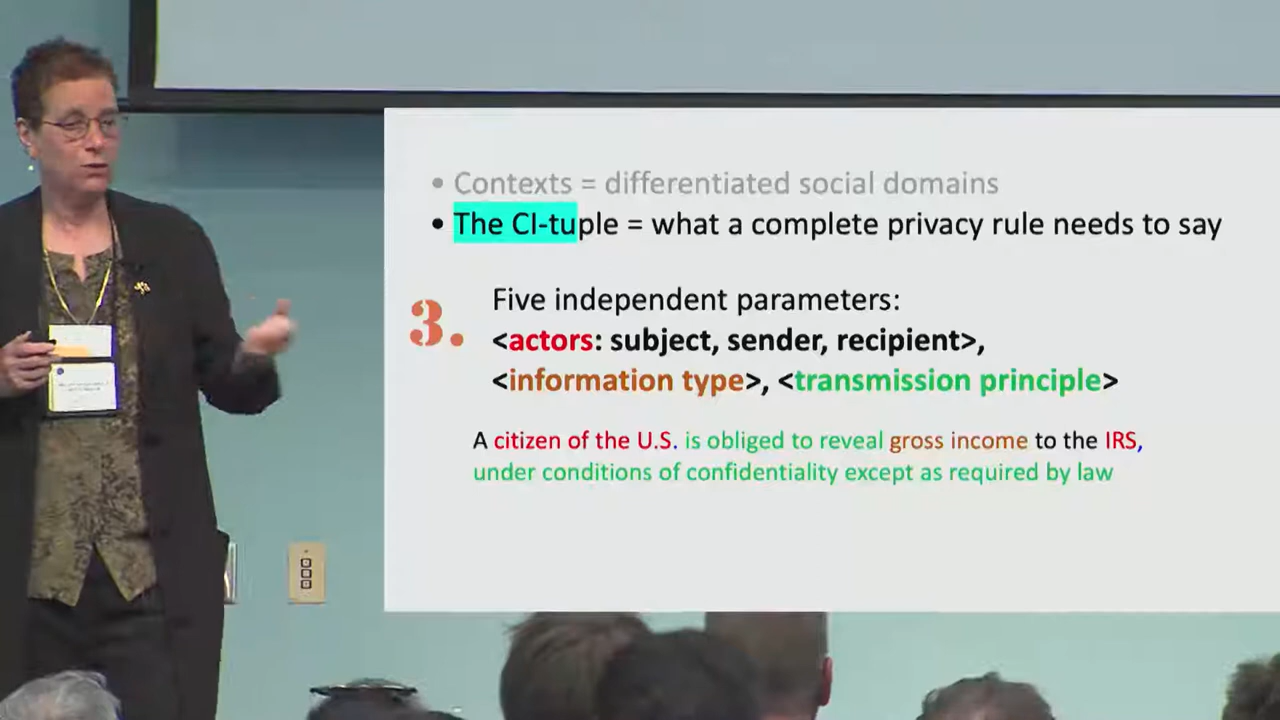 • Contexts = differentiated social domains
• The CI-tuple = what a complete privacy rule needs to say
3.
Five independent parameters:
<actors: subject, sender, recipient>,
<information type>, <transmission principle>
A citizen of the U.S. is obliged to reveal gross income to the IRS,
under conditions of confidentiality except as required by law